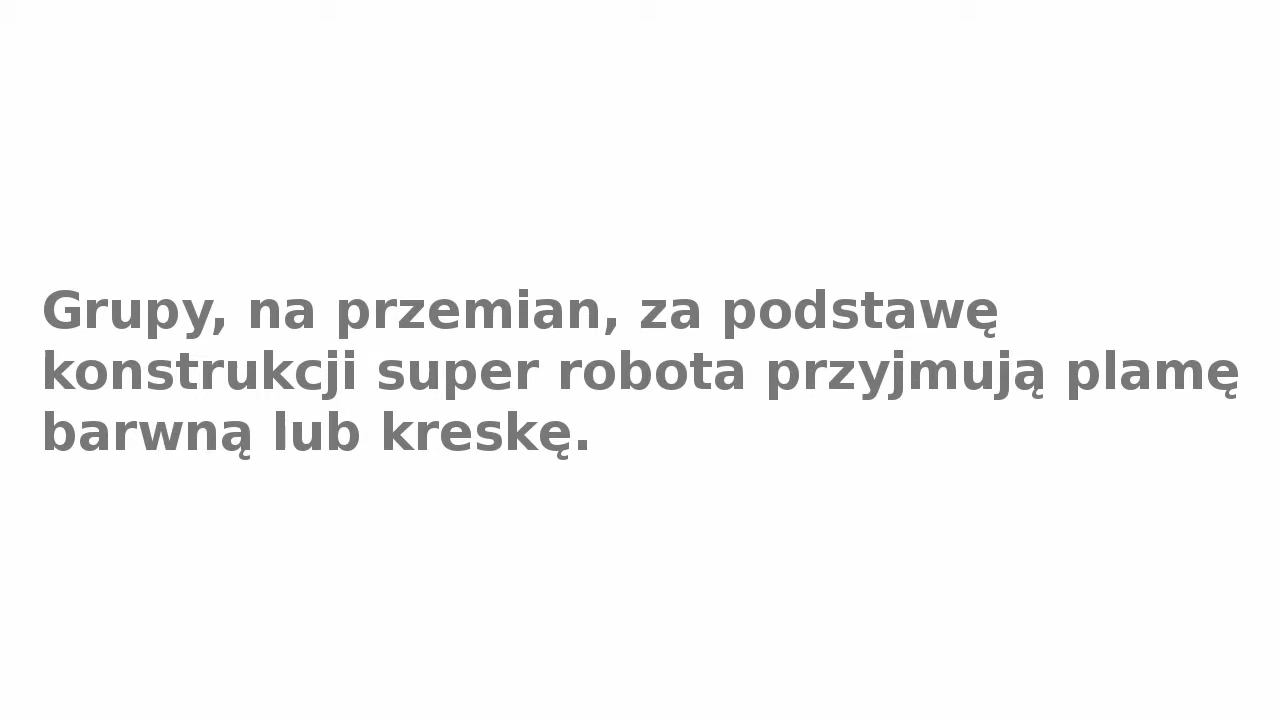 Grupy, na przemian, za podstawę
konstrukcji super robota przyjmują plamę
barwną lub kreskę.